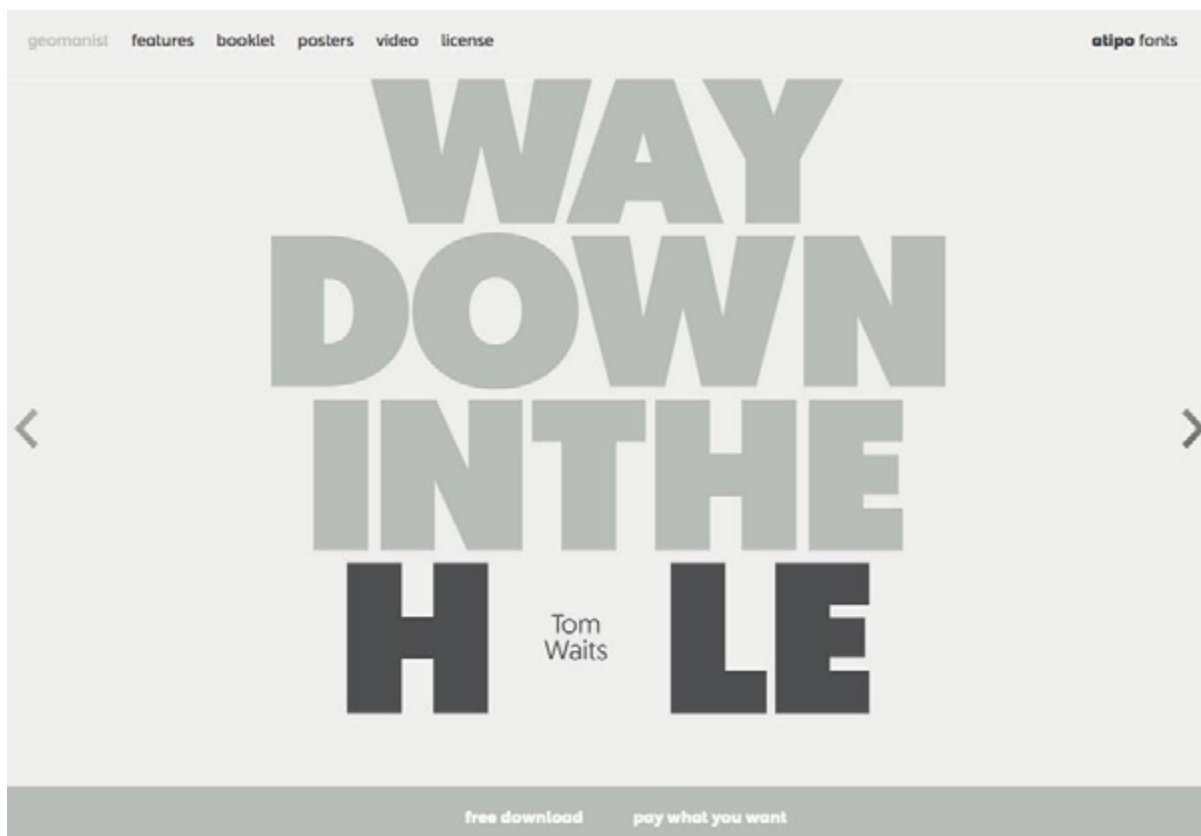 geomanist features booklet posters video license atipo fonts
WAY
DOWN
INTHE
H LE
Tom
Waits
free download pay what you want